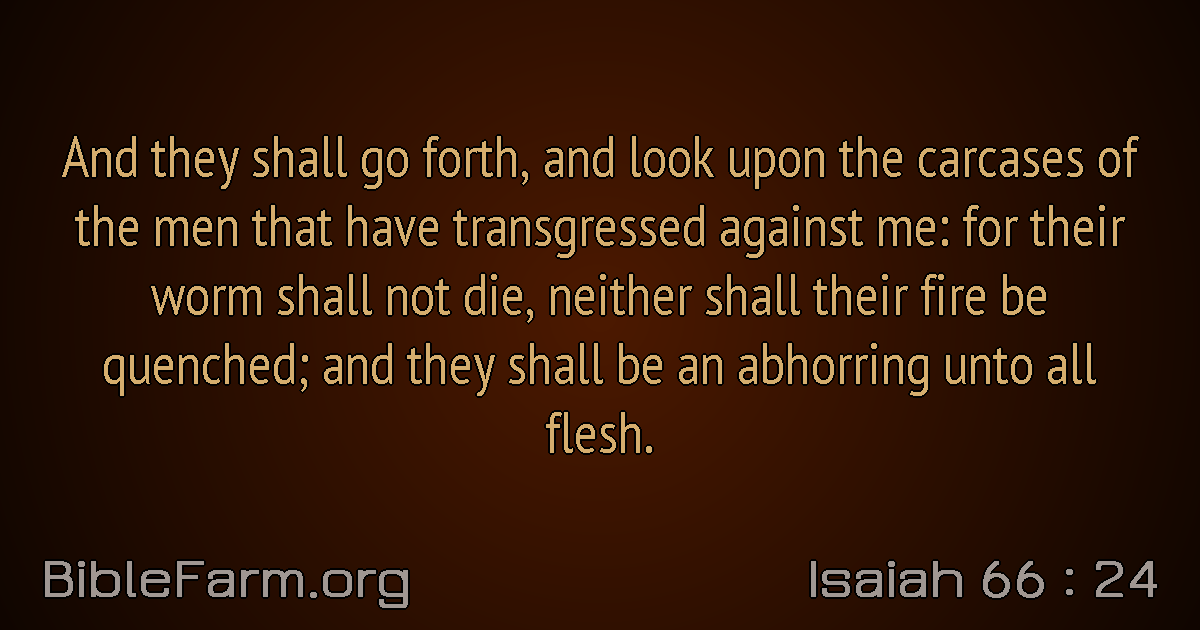 And they shall go forth, and look upon the carcases of
the men that have transgressed against me: for their
worm shall not die, neither shall their fire be
quenched; and they shall be an abhorring unto all
flesh.
BibleFarm.org
Isaiah 66 : 24